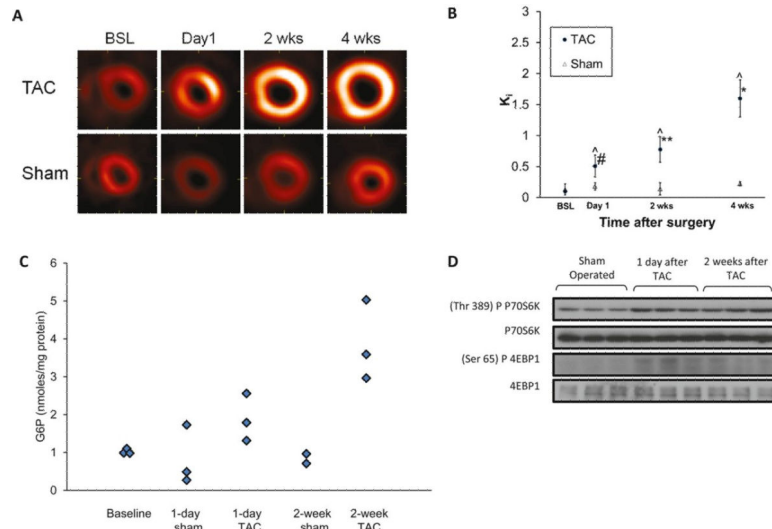 A
BSL Day1 2 wks 4 wks
TAC
Sham
B
3
2.5
2
1.5
1
0.5
0
Ki
TAC
Sham
^
#
^
**
^
*
BSL Day 1 2 wks 4 wks
Time after surgery
C
6
5
4
3
2
1
0
G6P (nmoles/mg protein)
Baseline 1-day sham 1-day TAC 2-week sham 2-week TAC
D
Sham Operated
1 day after TAC
2 weeks after TAC
(Thr 389) P P70S6K
P70S6K
(Ser 65) P 4EBP1
4EBP1